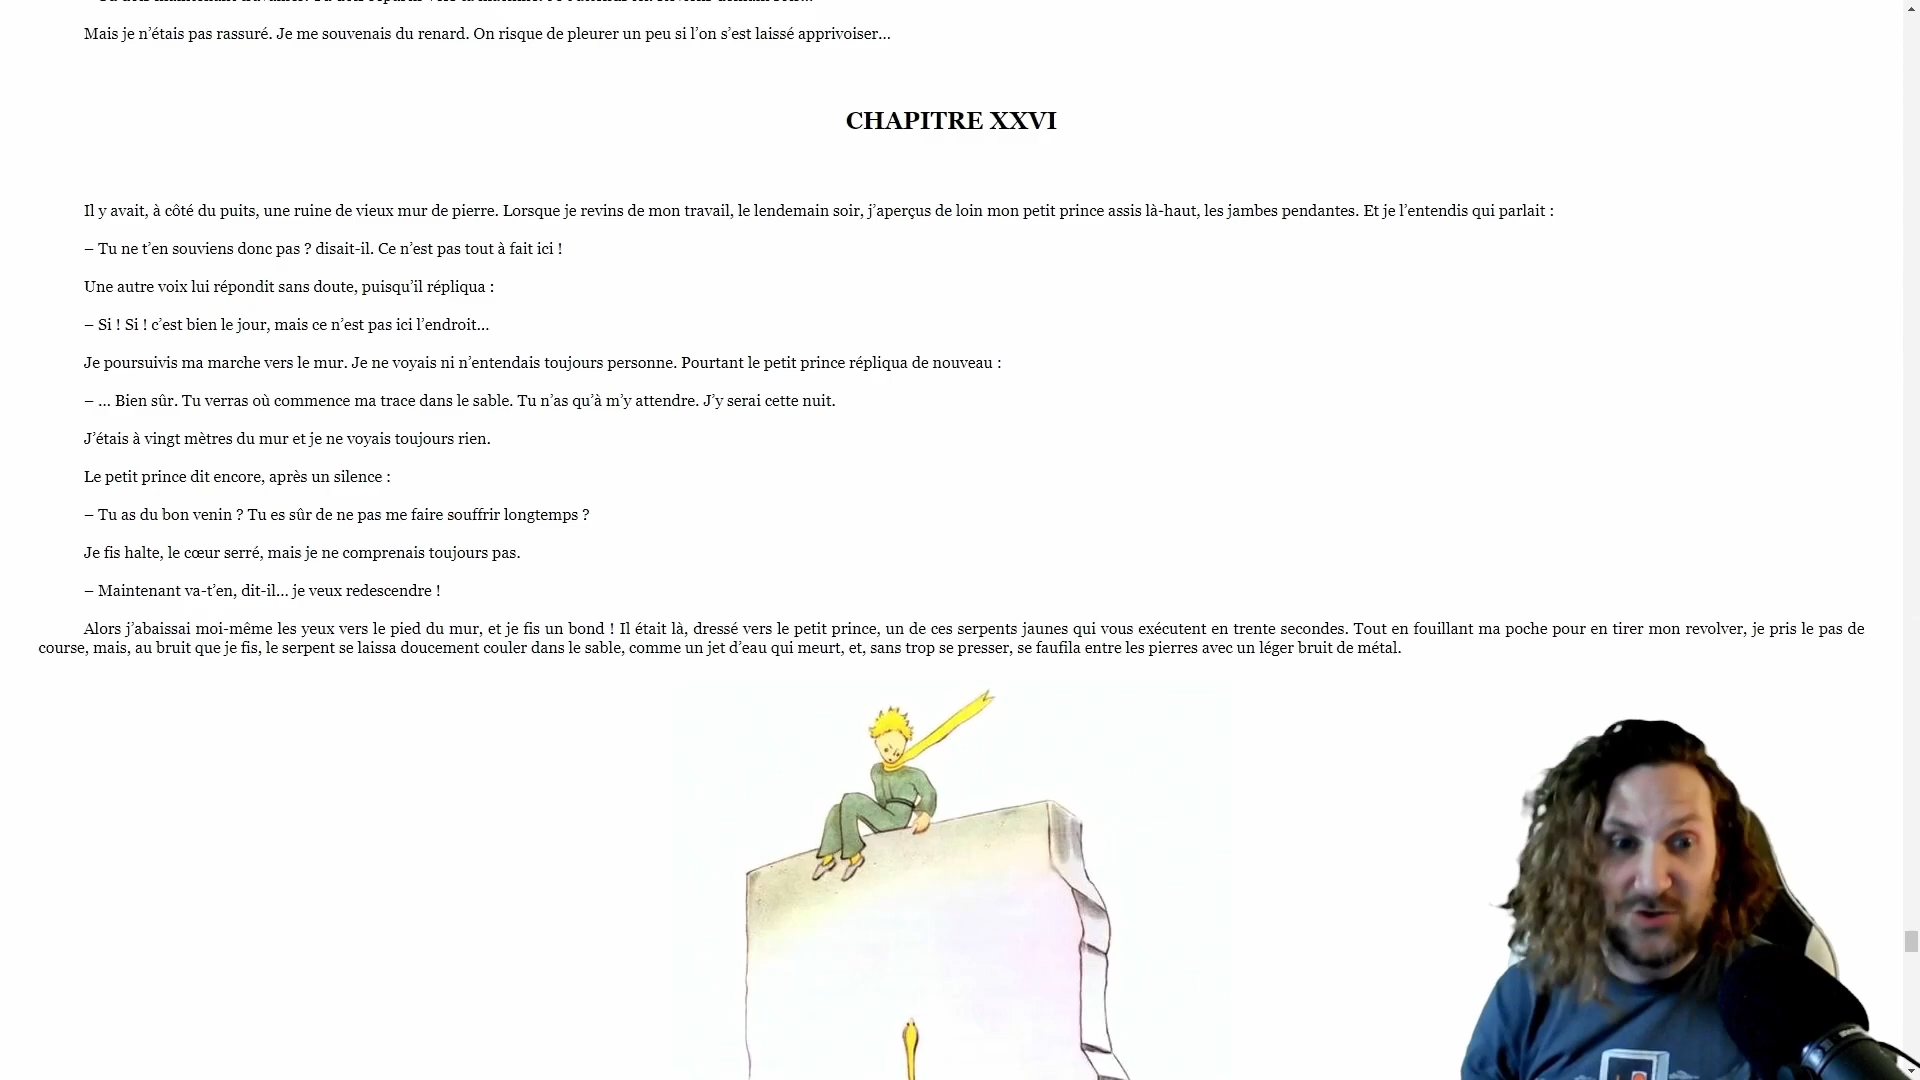 Mais je n’étais pas rassuré. Je me souvenais du renard. On risque de pleurer un peu si l’on s’est laissé apprivoiser…
CHAPITRE XXVI
Il y avait, à côté du puits, une ruine de vieux mur de pierre. Lorsque je revins de mon travail, le lendemain soir, j’aperçus de loin mon petit prince assis là-haut, les jambes pendantes. Et je l’entendis qui parlait :
– Tu ne t’en souviens donc pas ? disait-il. Ce n’est pas tout à fait ici !
Une autre voix lui répondit sans doute, puisqu’il répliqua :
– Si ! Si ! c’est bien le jour, mais ce n’est pas ici l’endroit…
Je poursuivis ma marche vers le mur. Je ne voyais ni n’entendais toujours personne. Pourtant le petit prince répliqua de nouveau :
– … Bien sûr. Tu verras où commence ma trace dans le sable. Tu n’as qu’à m’y attendre. J’y serai cette nuit.
J’étais à vingt mètres du mur et je ne voyais toujours rien.
Le petit prince dit encore, après un silence :
– Tu as du bon venin ? Tu es sûr de ne pas me faire souffrir longtemps ?
Je fis halte, le cœur serré, mais je ne comprenais toujours pas.
– Maintenant va-t’en, dit-il… je veux redescendre !
Alors j’abaissai moi-même les yeux vers le pied du mur, et je fis un bond ! Il était là, dressé vers le petit prince, un de ces serpents jaunes qui vous exécutent en trente secondes. Tout en fouillant ma poche pour en tirer mon revolver, je pris le pas de
course, mais, au bruit que je fis, le serpent se laissa doucement couler dans le sable, comme un jet d’eau qui meurt, et, sans trop se presser, se faufila entre les pierres avec un léger bruit de métal.